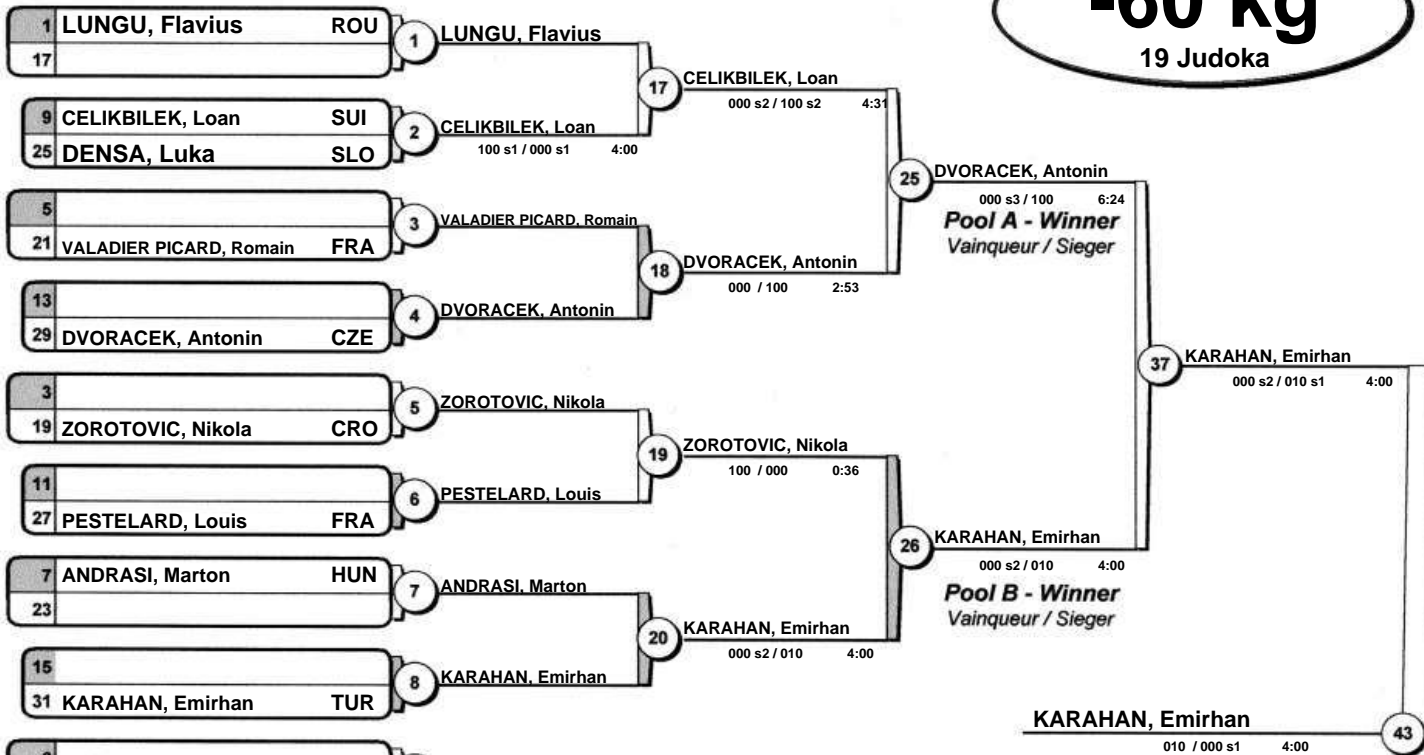 -60 kg
19 Judoka
1 LUNGU, Flavius ROU
17
1
LUNGU, Flavius
9 CELIKBILEK, Loan SUI
25 DENSA, Luka SLO
2
CELIKBILEK, Loan
100 s1 / 000 s1 4:00
17
CELIKBILEK, Loan
000 s2 / 100 s2 4:31
5
21 VALADIER PICARD, Romain FRA
3
VALADIER PICARD, Romain
13
29 DVORACEK, Antonin CZE
4
DVORACEK, Antonin
18
DVORACEK, Antonin
000 / 100 2:53
25
DVORACEK, Antonin
000 s3 / 100 6:24
Pool A - Winner
Vainqueur / Sieger
3
19 ZOROTOVIC, Nikola CRO
5
ZOROTOVIC, Nikola
11
27 PESTELARD, Louis FRA
6
PESTELARD, Louis
19
ZOROTOVIC, Nikola
100 / 000 0:36
7 ANDRASI, Marton HUN
23
7
ANDRASI, Marton
15
31 KARAHAN, Emirhan TUR
8
KARAHAN, Emirhan
20
KARAHAN, Emirhan
000 s2 / 010 4:00
26
KARAHAN, Emirhan
000 s2 / 010 4:00
Pool B - Winner
Vainqueur / Sieger
37
KARAHAN, Emirhan
000 s2 / 010 s1 4:00
KARAHAN, Emirhan
010 / 000 s1 4:00
43